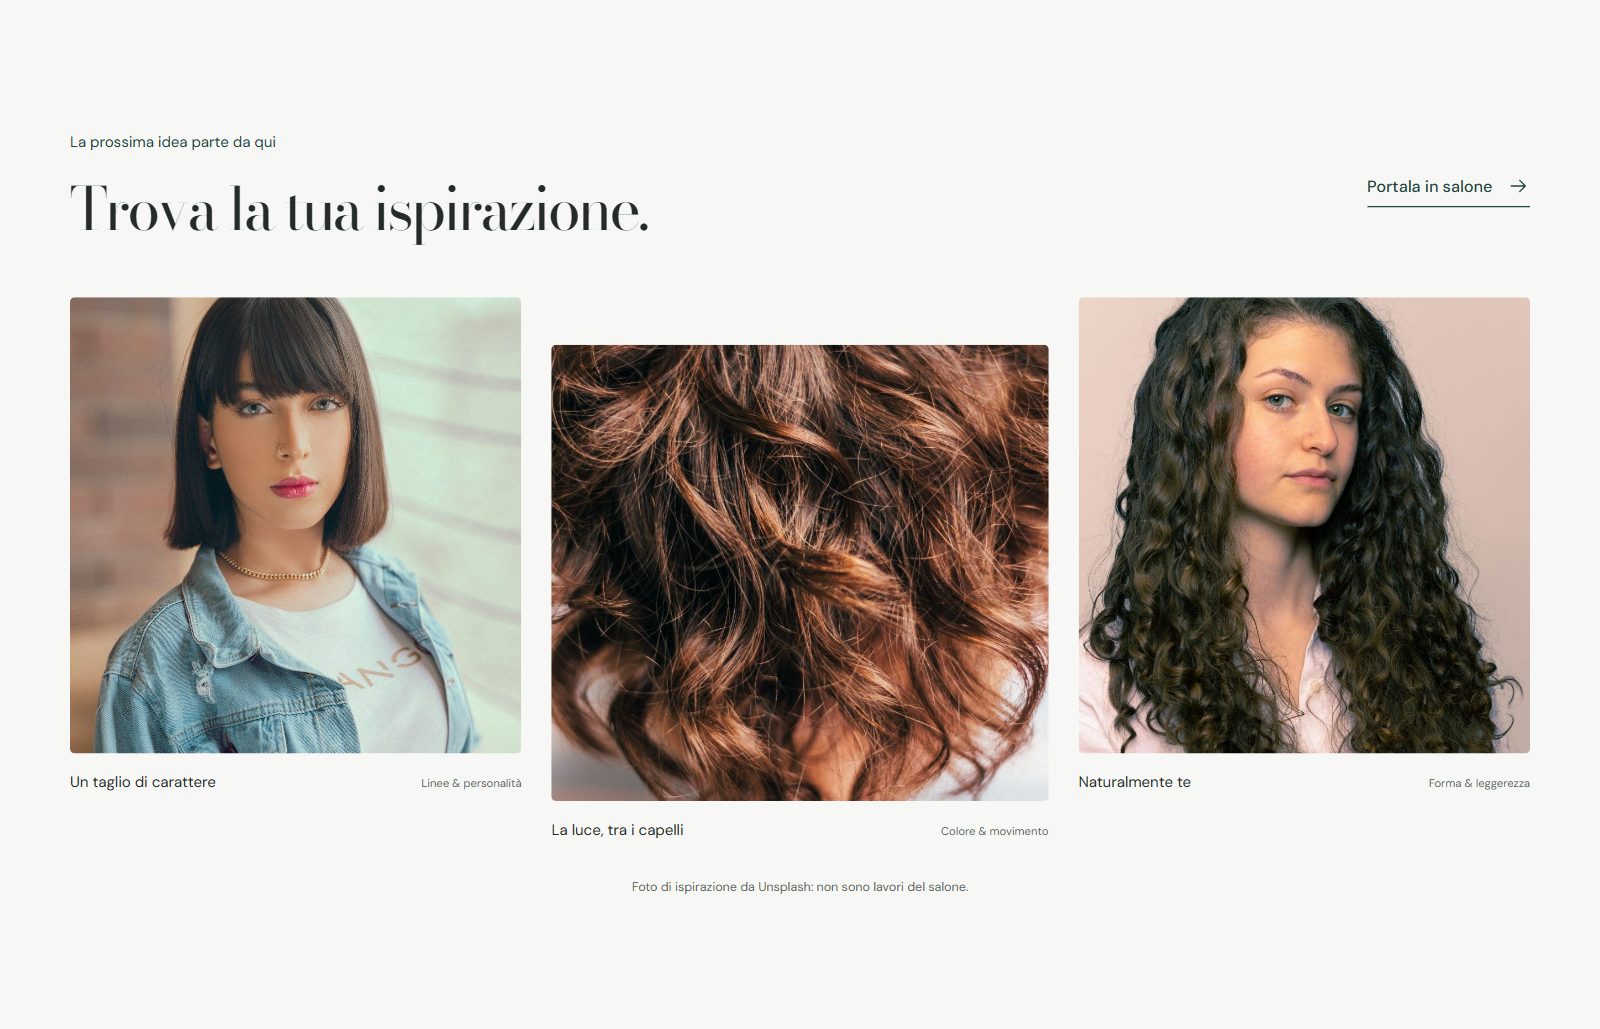 La prossima idea parte da qui
Trova la tua ispirazione.
Portala in salone
ANG
Un taglio di carattere
Linee & personalità
La luce, tra i capelli
Colore & movimento
Naturalmente te
Forma & leggerezza
Foto di ispirazione da Unsplash: non sono lavori del salone.